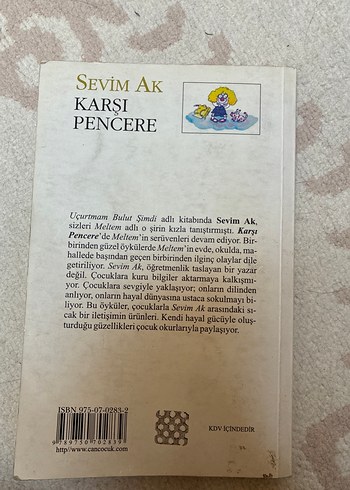 SEVİM AK
KARŞI
PENCERE
Uçurtmam Bulut Şimdi adlı kitabında Sevim Ak,
sizleri Meltem adlı o şirin kızla tanıştırmıştı. Karşı
Pencere'de Meltem'in serüvenleri devam ediyor. Bir-
birinden güzel öykülerde Meltem'in evde, okulda, ma-
hallede başından geçen birbirinden ilginç olaylar dile
getiriliyor. Sevim Ak, öğretmenlik taslayan bir yazar
değil. Çocuklara kuru bilgiler aktarmaya kalkışmı-
yor. Çocuklara sevgiyle yaklaşıyor; onların dilinden
anlıyor, onların hayal dünyasına ustaca sokulmayı bi-
liyor. Bu öyküler, çocuklarla Sevim Ak arasındaki sı-
cak bir iletişimin ürünleri. Kendi hayal gücüyle oluş-
turduğu güzellikleri çocuk okurlarıyla paylaşıyor.
ISBN 975-07-0283-2
9 789750 702839
http//www.cancocuk.com
KDV İÇİNDEDİR